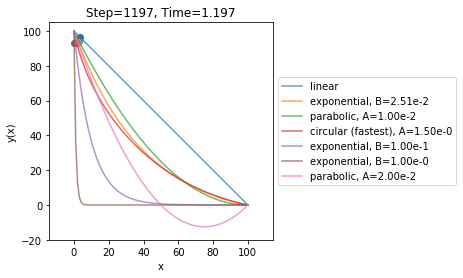 Step=1197, Time=1.197
100
80
60
40
20
0
−20
y(x)
0 20 40 60 80 100
x
linear
exponential, B=2.51e-2
parabolic, A=1.00e-2
circular (fastest), A=1.50e-0
exponential, B=1.00e-1
exponential, B=1.00e-0
parabolic, A=2.00e-2